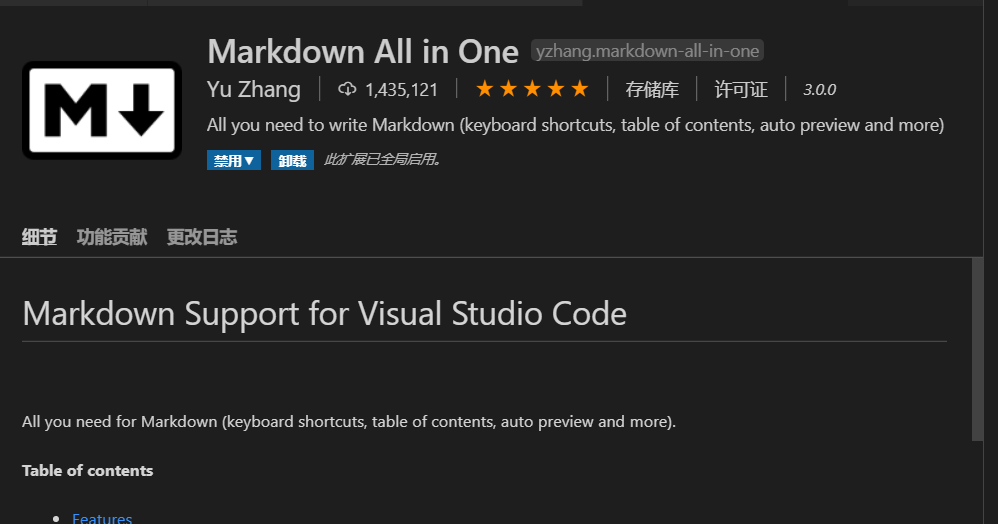 Markdown All in One yzhang.markdown-all-in-one
Yu Zhang 1,435,121 ★★★★★ 存储库 许可证 3.0.0
All you need to write Markdown (keyboard shortcuts, table of contents, auto preview and more)
禁用▼ 卸载 此扩展已全局启用。
M↓
细节 功能贡献 更改日志
Markdown Support for Visual Studio Code
All you need for Markdown (keyboard shortcuts, table of contents, auto preview and more).
Table of contents
• Features